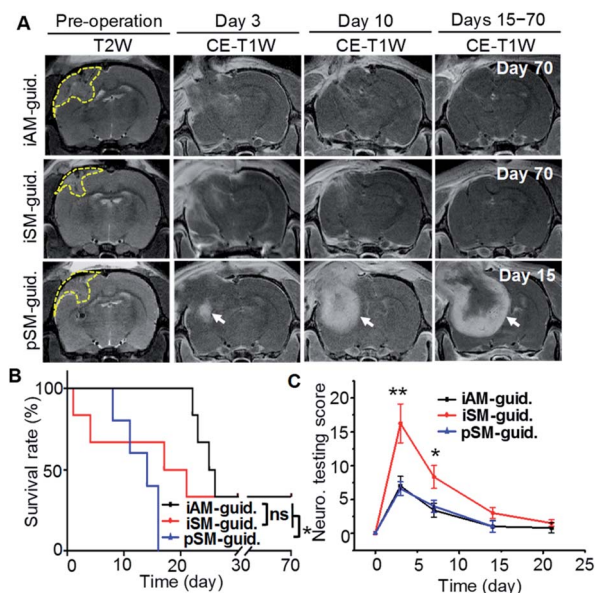 A
Pre-operation Day 3 Day 10 Days 15–70
T2W CE-T1W CE-T1W CE-T1W
iAM-guid.
Day 70
iSM-guid.
Day 70
pSM-guid.
Day 15
B
Survival rate (%)
100
50
0
0 10 20 30 30 70
Time (day)
iAM-guid.
iSM-guid.
pSM-guid.
ns
*
C
Neuro. testing score
20
15
10
5
0
0 5 10 15 20 25
Time (day)
**
*
iAM-guid.
iSM-guid.
pSM-guid.